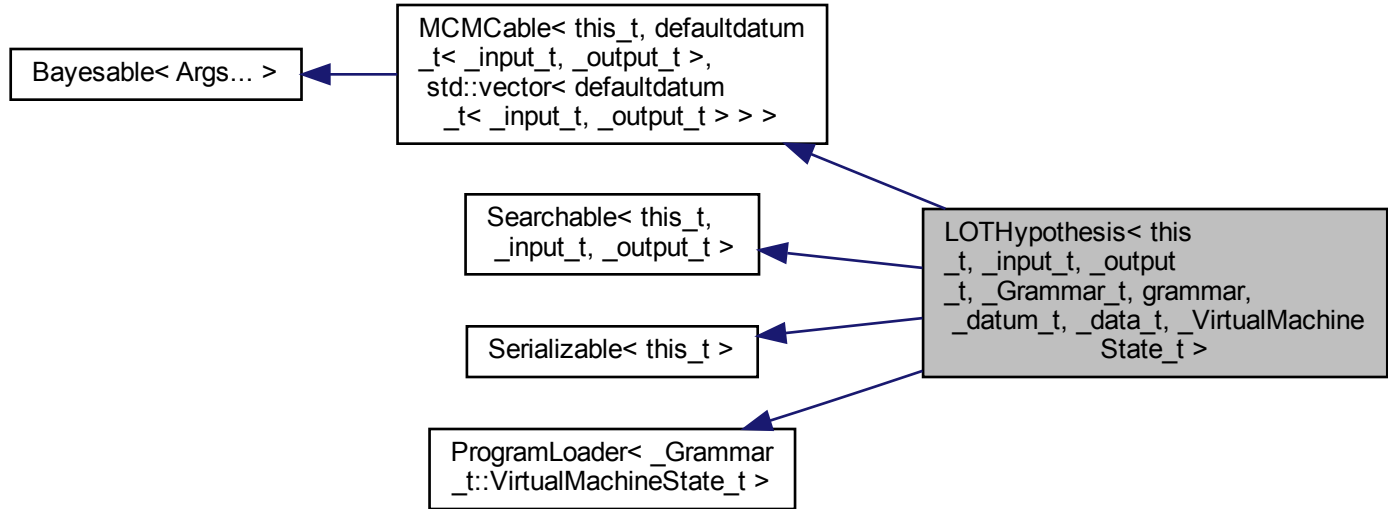 Bayesable< Args... >
MCMCable< this_t, defaultdatum
_t< _input_t, _output_t >,
std::vector< defaultdatum
_t< _input_t, _output_t > > >
Searchable< this_t,
_input_t, _output_t >
Serializable< this_t >
ProgramLoader< _Grammar
_t::VirtualMachineState_t >
LOTHypothesis< this
_t, _input_t, _output
_t, _Grammar_t, grammar,
_datum_t, _data_t, _VirtualMachine
State_t >